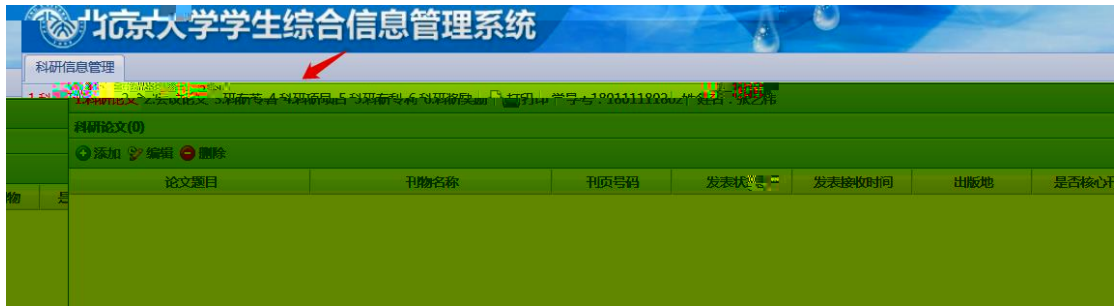 北京大学学生综合信息管理系统
科研信息管理
1.科研论文 2.会议论文 3.科研专著 4.科研项目 5.科研专利 6.科研奖励 打印 学号:1801111802
科研论文(0)
添加 编辑 删除
论文题目 刊物名称 刊页号码 发表状 发表接收时间 出版地 是否核心刊